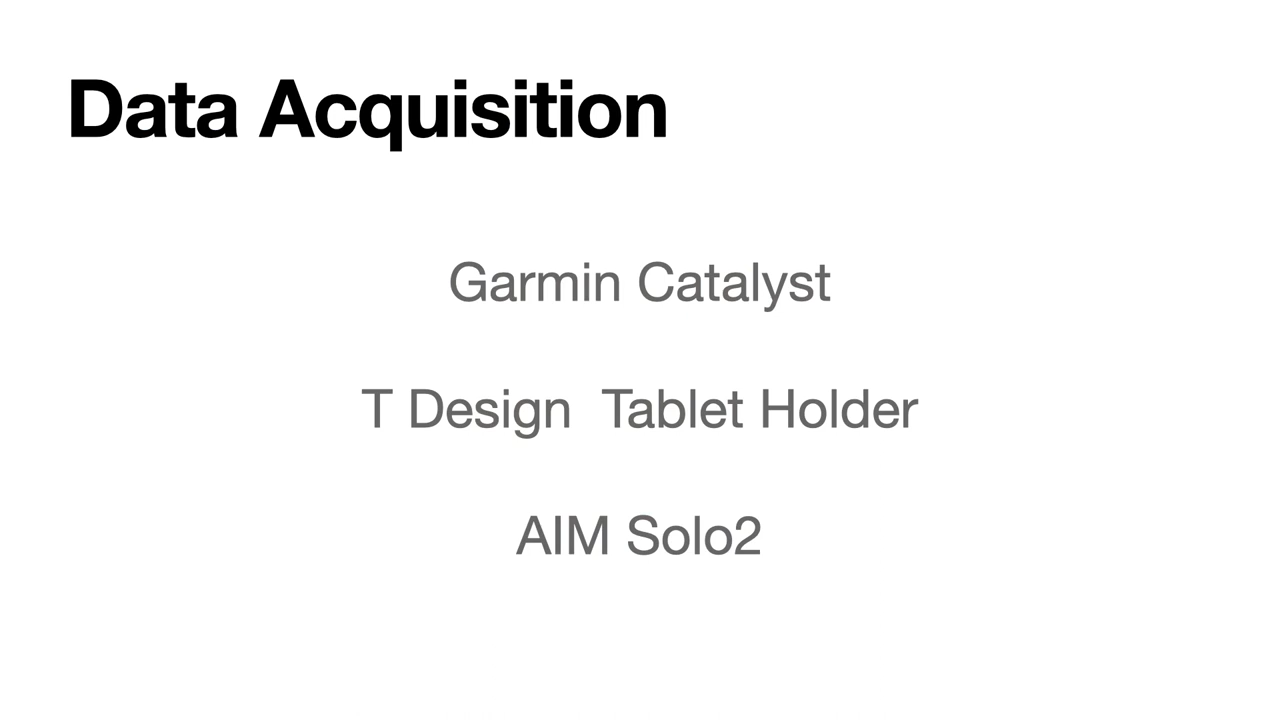 Data Acquisition
Garmin Catalyst
T Design  Tablet Holder
AIM Solo2